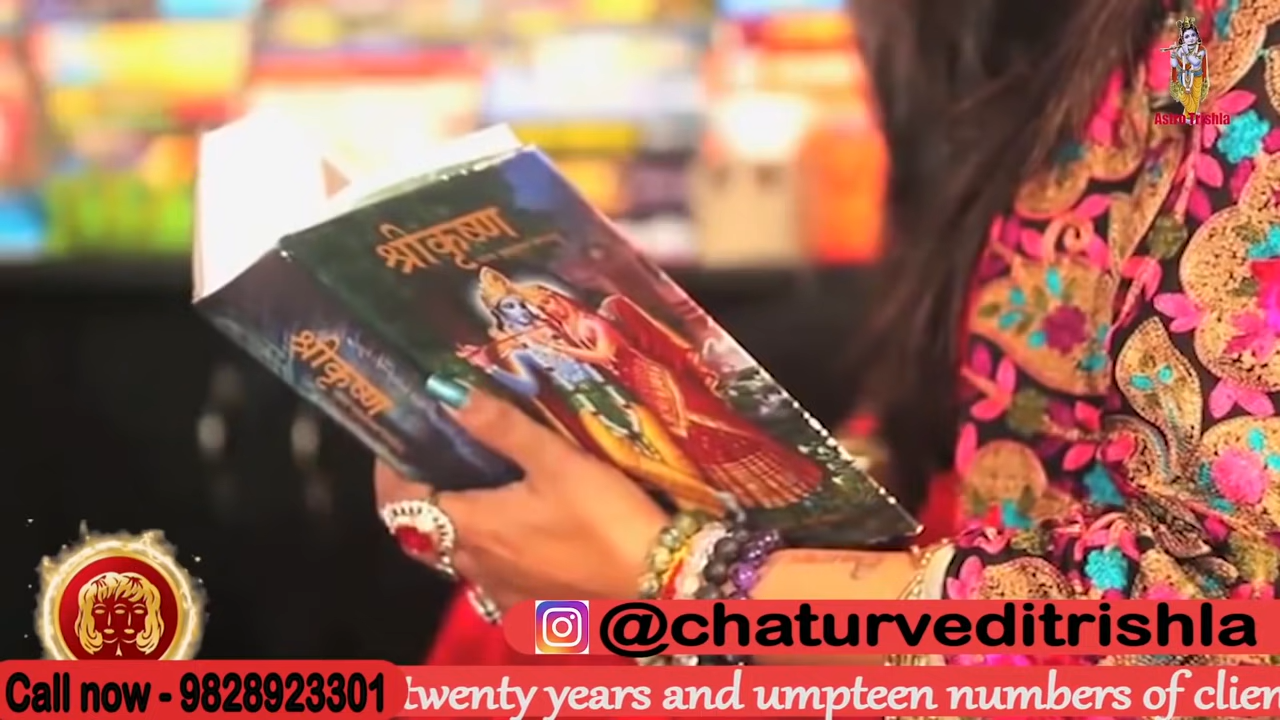 Astro Trishla
श्रीकृष्ण
श्रीकृष्ण
@chaturveditrishla
Call now - 9828923301
twenty years and umpteen numbers of clien